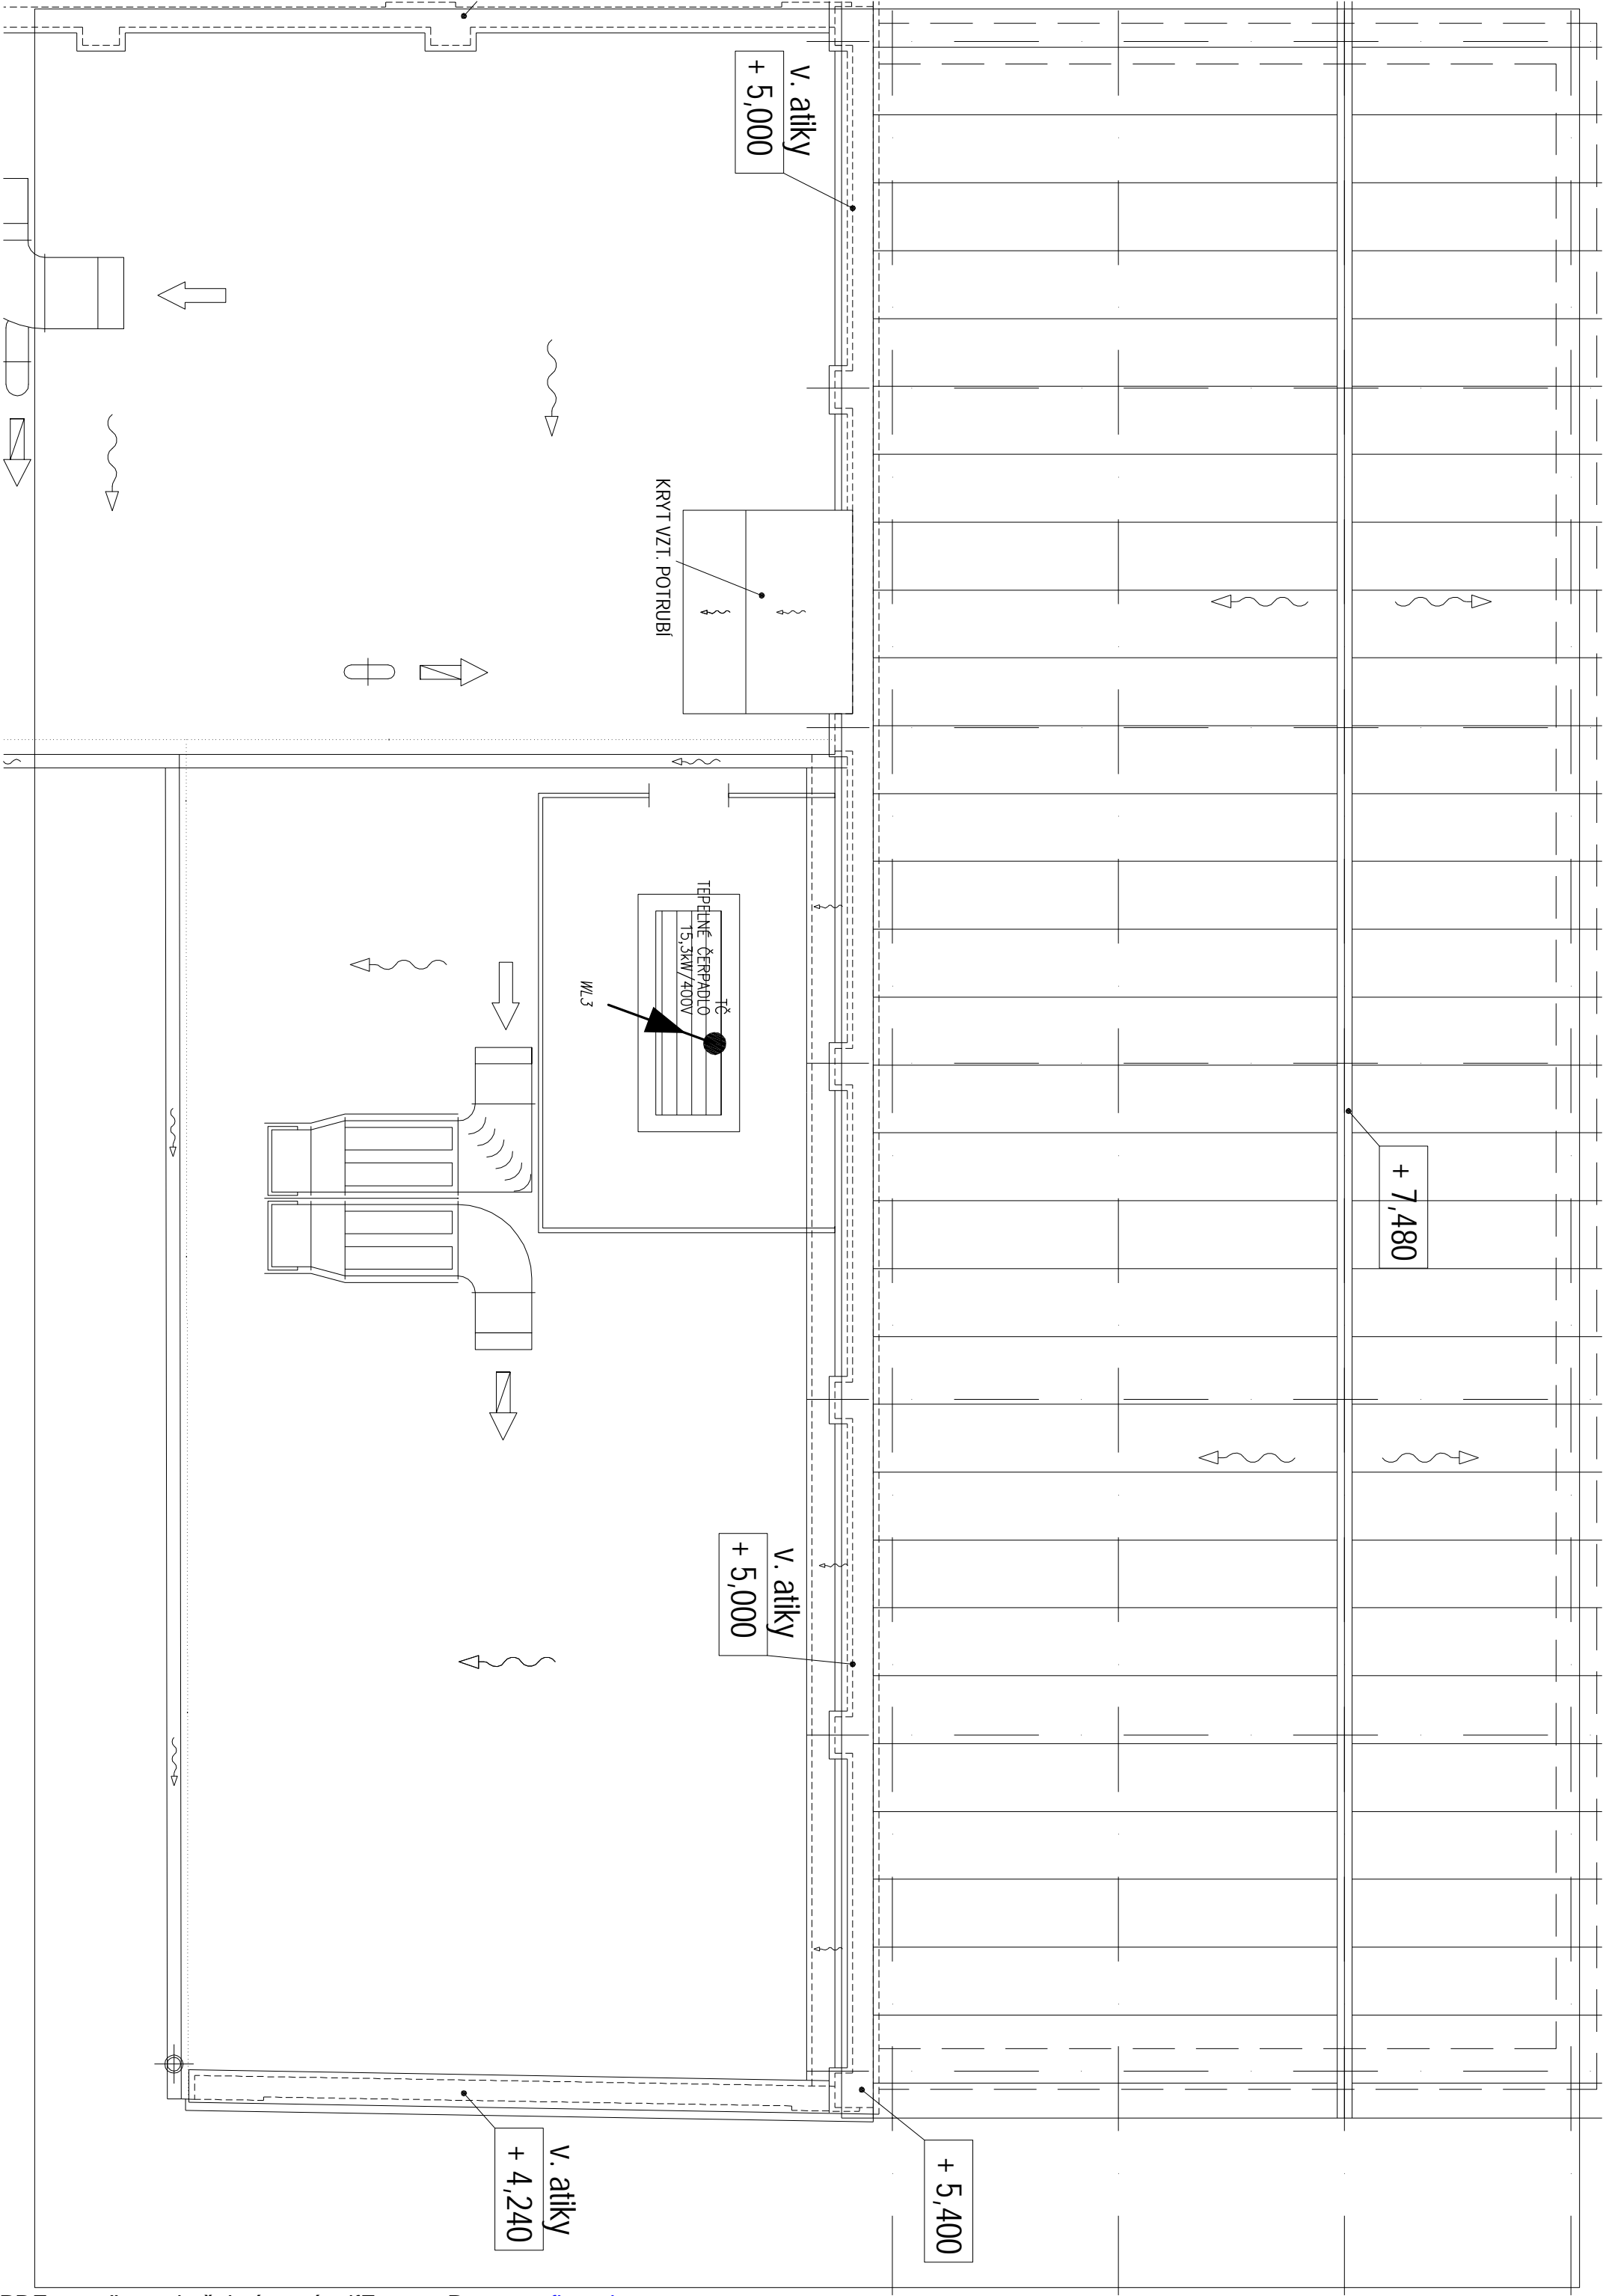 v. atiky
+ 5,000
KRYT VZT. POTRUBÍ
TČ
TEPELNÉ ČERPADLO
15,3kW/400V
WL3
+ 7,480
v. atiky
+ 5,000
v. atiky
+ 4,240
+ 5,400